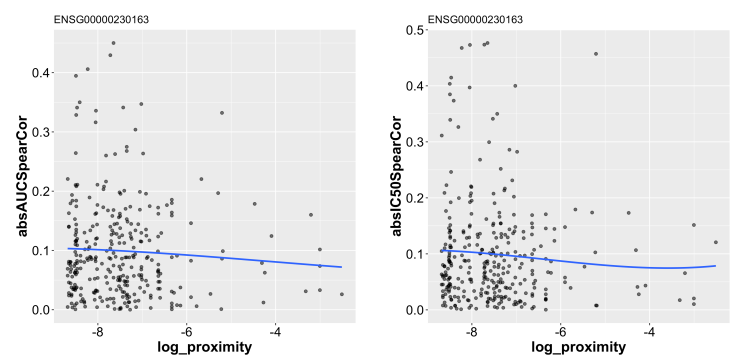 ENSG00000230163
absAUCSpearCor
0.4
0.3
0.2
0.1
0.0
-8
-6
-4
log_proximity
ENSG00000230163
absIC50SpearCor
0.5
0.4
0.3
0.2
0.1
0.0
-8
-6
-4
log_proximity